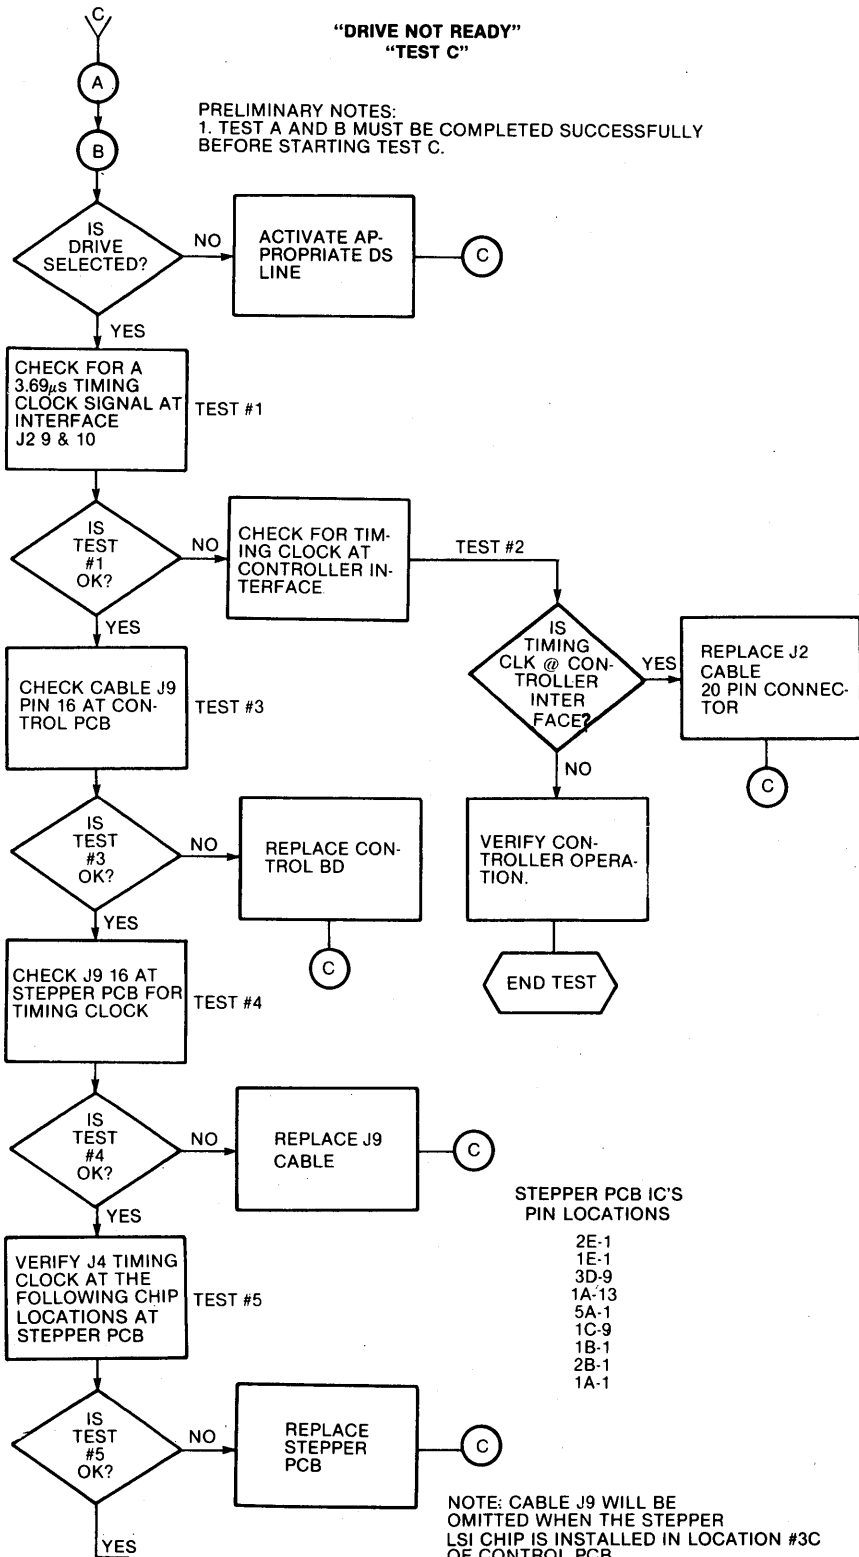 C
"DRIVE NOT READY"
"TEST C"
A
PRELIMINARY NOTES:
1. TEST A AND B MUST BE COMPLETED SUCCESSFULLY
BEFORE STARTING TEST C.
B
IS
DRIVE
SELECTED?
NO
ACTIVATE AP-
PROPRIATE DS
LINE
C
YES
CHECK FOR A
3.69μs TIMING
CLOCK SIGNAL AT
INTERFACE
J2 9 & 10
TEST #1
IS
TEST
#1
OK?
NO
CHECK FOR TIM-
ING CLOCK AT
CONTROLLER IN-
TERFACE
TEST #2
IS
TIMING
CLK @ CON-
TROLLER
INTER
FACE?
YES
REPLACE J2
CABLE
20 PIN CONNEC-
TOR
C
NO
VERIFY CON-
TROLLER OPERA-
TION.
END TEST
YES
CHECK CABLE J9
PIN 16 AT CON-
TROL PCB
TEST #3
IS
TEST
#3
OK?
NO
REPLACE CON-
TROL BD
C
YES
CHECK J9 16 AT
STEPPER PCB FOR
TIMING CLOCK
TEST #4
IS
TEST
#4
OK?
NO
REPLACE J9
CABLE
C
YES
VERIFY J4 TIMING
CLOCK AT THE
FOLLOWING CHIP
LOCATIONS AT
STEPPER PCB
TEST #5
STEPPER PCB IC'S
PIN LOCATIONS
2E-1
1E-1
3D-9
1A-13
5A-1
1C-9
1B-1
2B-1
1A-1
IS
TEST
#5
OK?
NO
REPLACE
STEPPER
PCB
C
YES
NOTE: CABLE J9 WILL BE
OMITTED WHEN THE STEPPER
LSI CHIP IS INSTALLED IN LOCATION #3C
OF CONTROL PCB